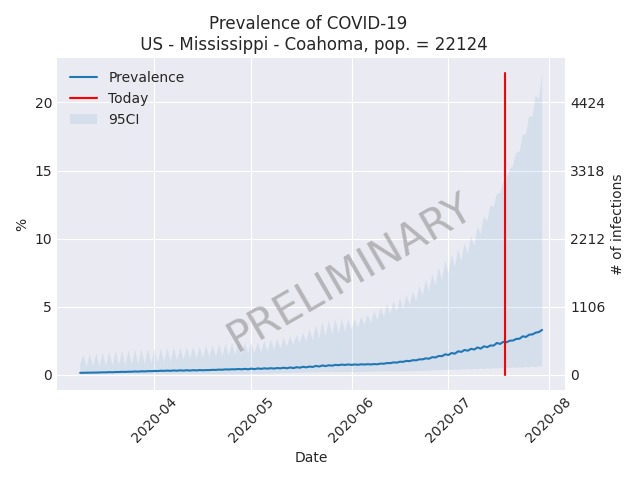 Prevalence of COVID-19
US - Mississippi - Coahoma, pop. = 22124
Prevalence
Today
95CI
20
15
10
5
0
%
4424
3318
2212
1106
0
# of infections
PRELIMINARY
2020-04
2020-05
2020-06
2020-07
2020-08
Date